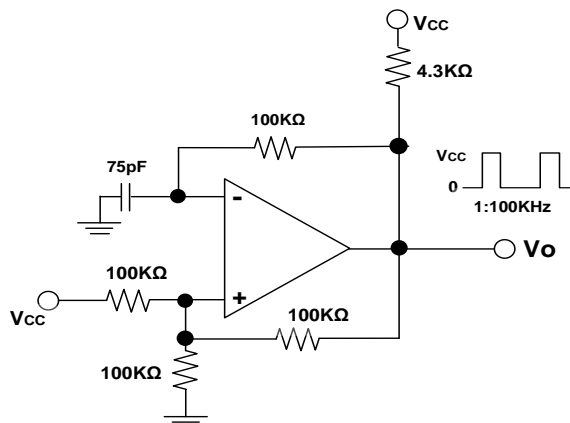 Vcc
4.3KΩ
100KΩ
75pF
Vcc
0
1:100KHz
-
Vo
100KΩ
+
100KΩ
Vcc
100KΩ